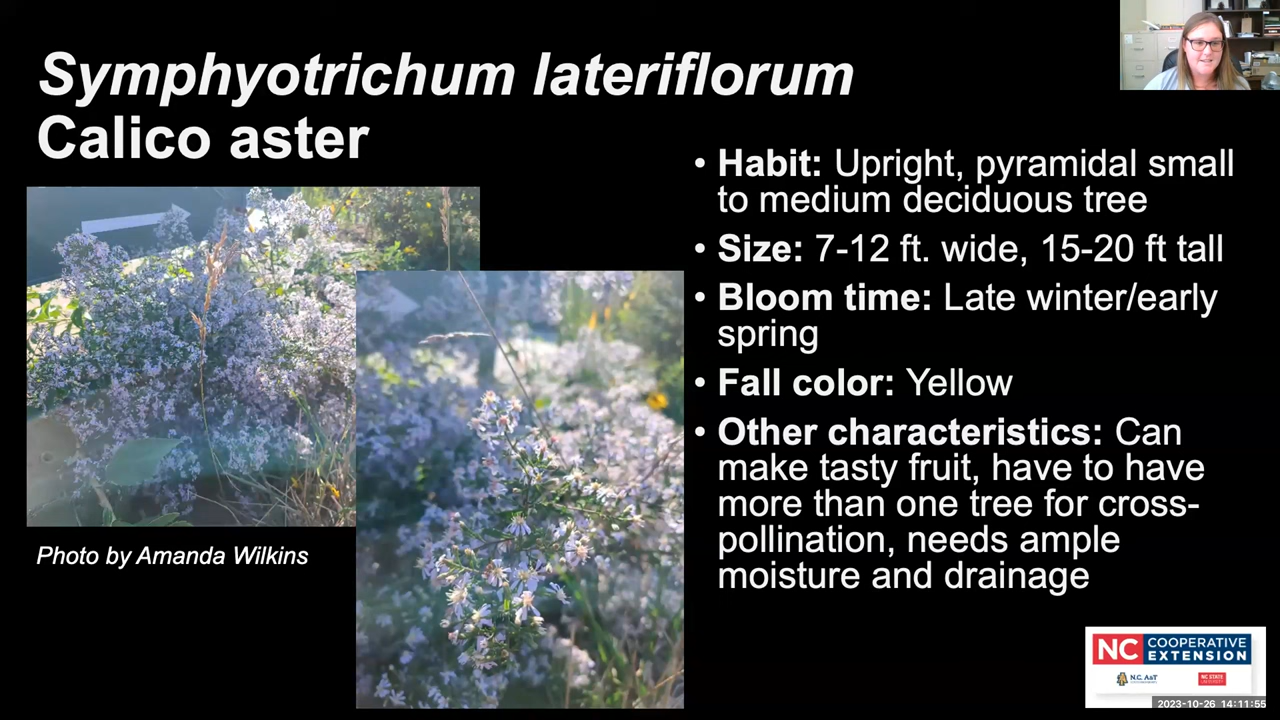 Symphyotrichum lateriflorum
Calico aster
• Habit: Upright, pyramidal small
to medium deciduous tree
• Size: 7-12 ft. wide, 15-20 ft tall
• Bloom time: Late winter/early
spring
• Fall color: Yellow
• Other characteristics: Can
make tasty fruit, have to have
more than one tree for cross-
pollination, needs ample
moisture and drainage
Photo by Amanda Wilkins
NC COOPERATIVE
EXTENSION
N.C. A&T
NC STATE
2023-10-26 14:11:55